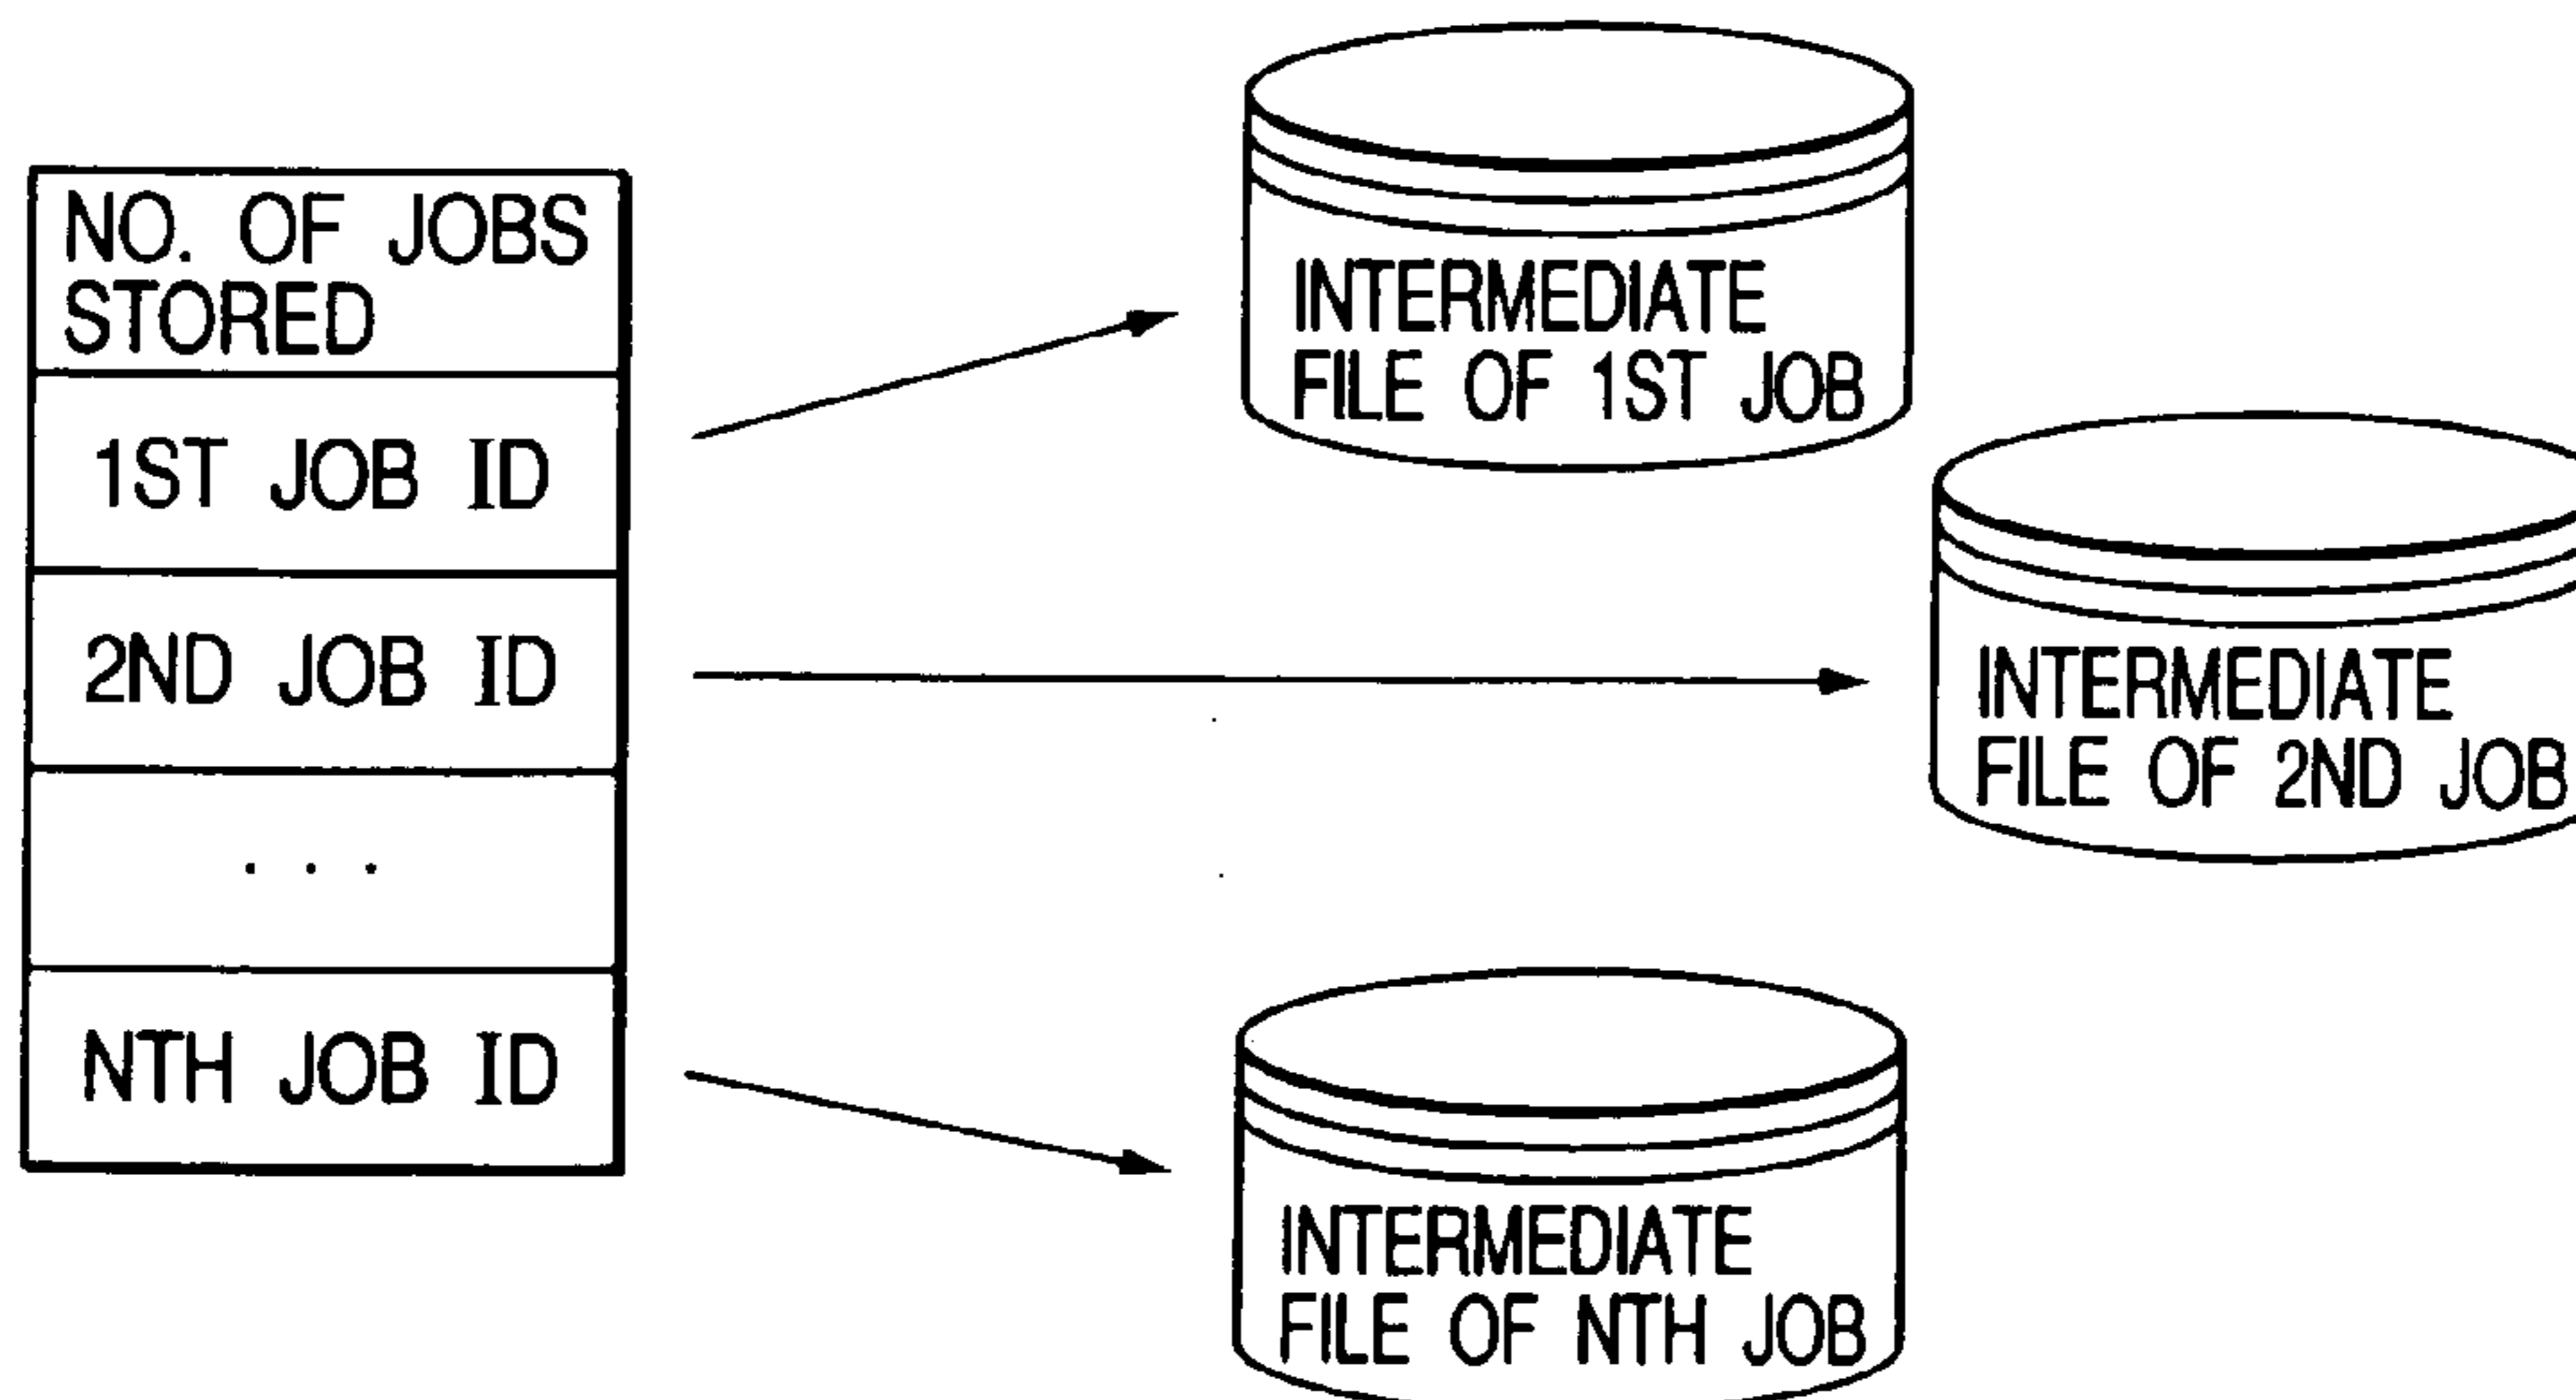 NO. OF JOBS
STORED
1ST JOB ID
2ND JOB ID
. . .
NTH JOB ID
INTERMEDIATE
FILE OF 1ST JOB
INTERMEDIATE
FILE OF 2ND JOB
INTERMEDIATE
FILE OF NTH JOB